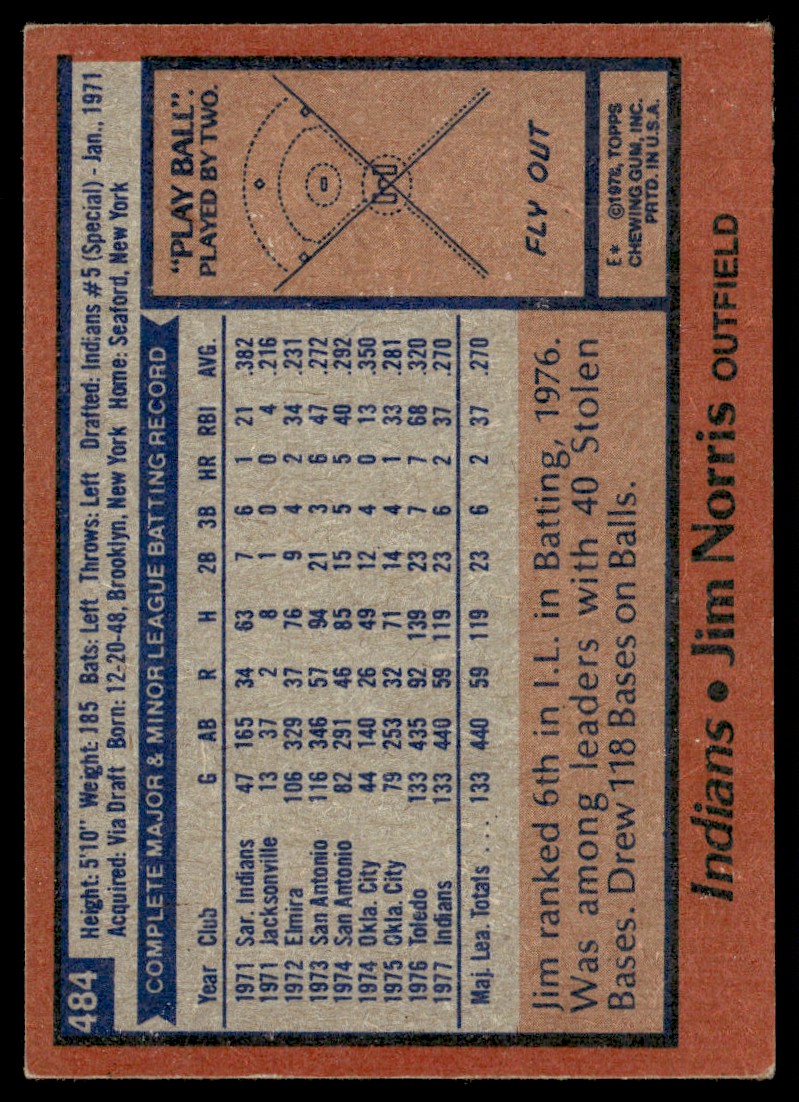 484
Height: 5'10" Weight: 185 Bats: Left Throws: Left Drafted: Indians #5 (Special) - Jan., 1971
Acquired: Via Draft Born: 12-20-48, Brooklyn, New York Home: Seaford, New York
COMPLETE MAJOR & MINOR LEAGUE BATTING RECORD
Year Club G AB R H 2B 3B HR RBI AVG.
1971 Sar. Indians 47 165 34 63 7 6 1 21 .382
1971 Jacksonville 13 37 2 8 1 0 0 4 .216
1972 Elmira 106 329 37 76 9 4 2 34 .231
1973 San Antonio 116 346 57 94 21 3 6 47 .272
1974 San Antonio 82 291 46 85 15 5 5 40 .292
1974 Okla. City 44 140 26 49 12 4 0 13 .350
1975 Okla. City 79 253 32 71 14 4 1 33 .281
1976 Toledo 133 435 92 139 23 7 7 68 .320
1977 Indians 133 440 59 119 23 6 2 37 .270
Maj. Lea. Totals .... 133 440 59 119 23 6 2 37 .270
"PLAY BALL".
PLAYED BY TWO.
FLY OUT
E* ©1978, TOPPS
CHEWING GUM, INC.
PRTD. IN U.S.A.
Jim ranked 6th in I.L. in Batting, 1976.
Was among leaders with 40 Stolen
Bases. Drew 118 Bases on Balls.
Indians • Jim Norris OUTFIELD